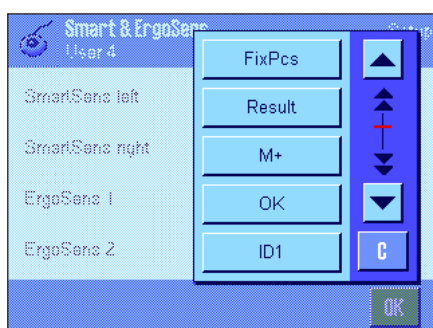 Smart & ErgoSens
User 4
SmartSens left
SmartSens right
ErgoSens 1
ErgoSens 2
FixPcs
Result
M+
OK
ID1
C
OK